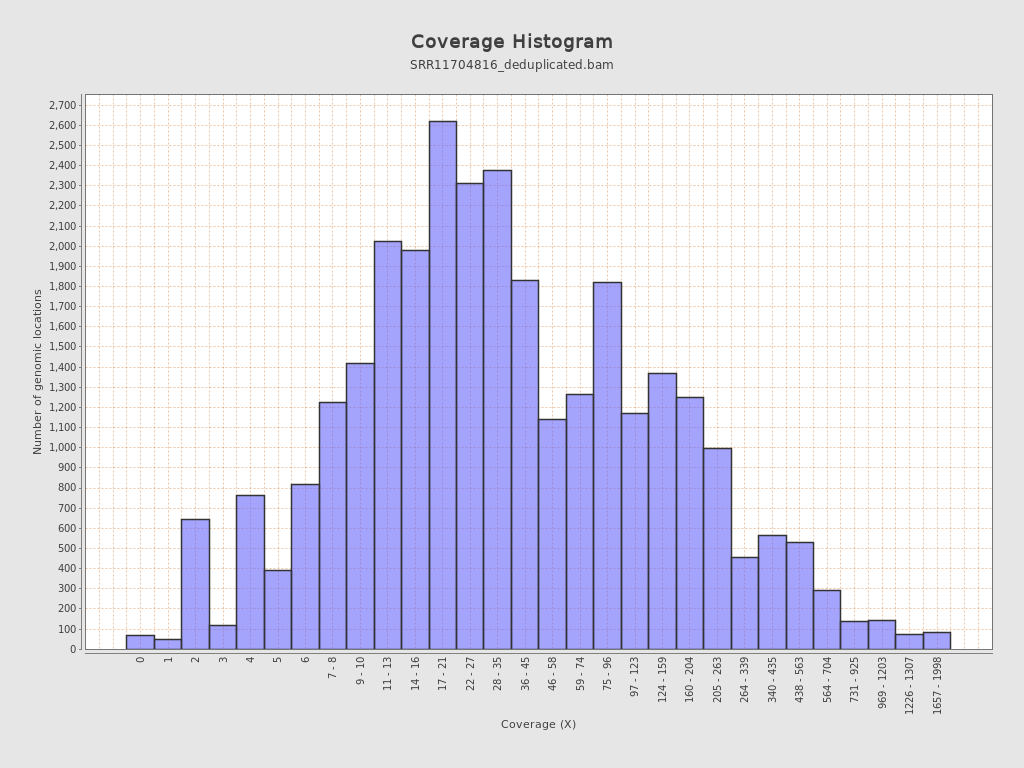 Coverage Histogram
SRR11704816_deduplicated.bam
2,700
2,600
2,500
2,400
2,300
2,200
2,100
2,000
1,900
1,800
1,700
1,600
1,500
1,400
1,300
1,200
1,100
1,000
900
800
700
600
500
400
300
200
100
0
Number of genomic locations
0
1
2
3
4
5
6
7 - 8
9 - 10
11 - 13
14 - 16
17 - 21
22 - 27
28 - 35
36 - 45
46 - 58
59 - 74
75 - 96
97 - 123
124 - 159
160 - 204
205 - 263
264 - 339
340 - 435
438 - 563
564 - 704
731 - 925
969 - 1203
1226 - 1307
1657 - 1998
Coverage (X)